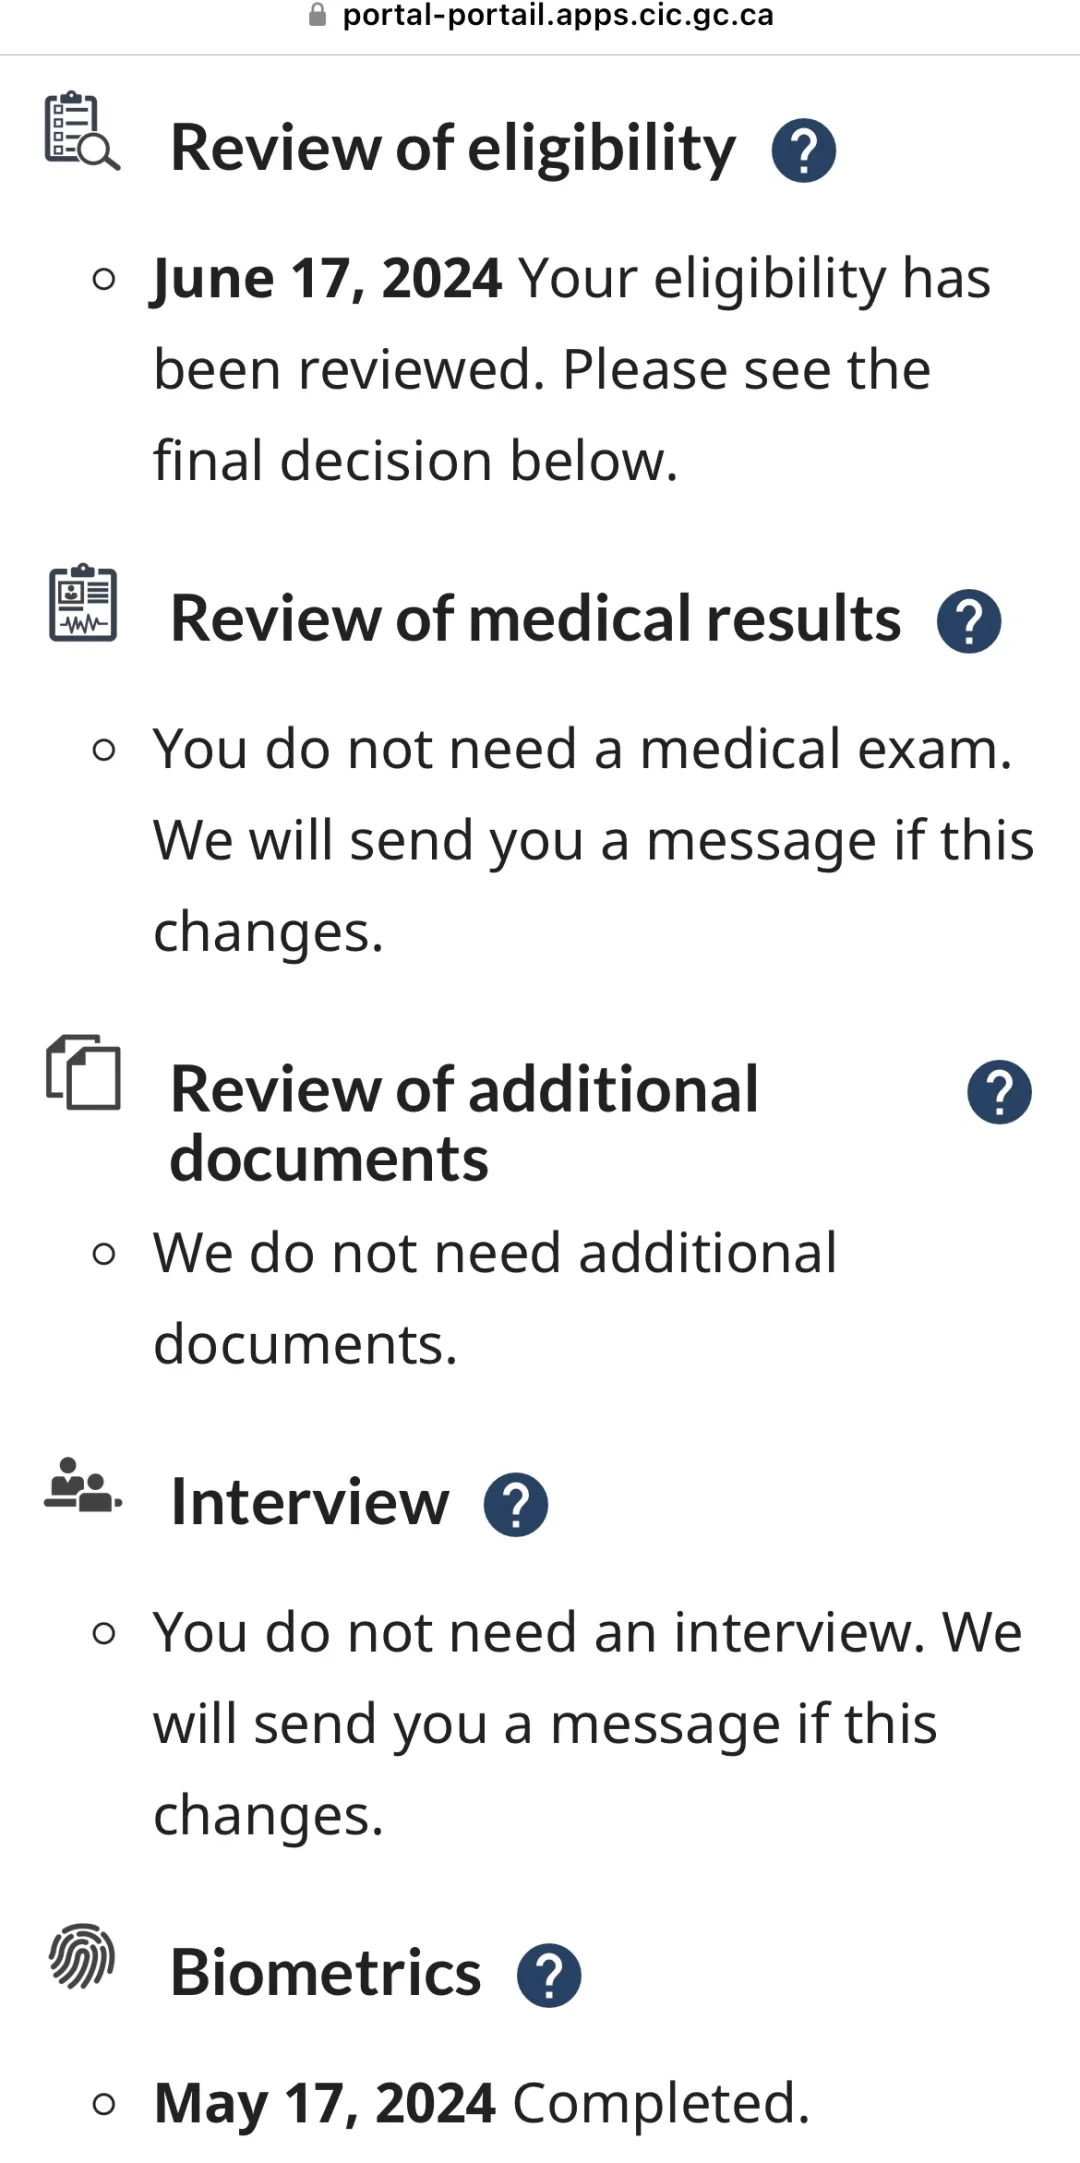 portal-portail.apps.cic.gc.ca
Review of eligibility ?
June 17, 2024 Your eligibility has
been reviewed. Please see the
final decision below.
Review of medical results ?
You do not need a medical exam.
We will send you a message if this
changes.
Review of additional ?
documents
We do not need additional
documents.
Interview ?
You do not need an interview. We
will send you a message if this
changes.
Biometrics ?
May 17, 2024 Completed.